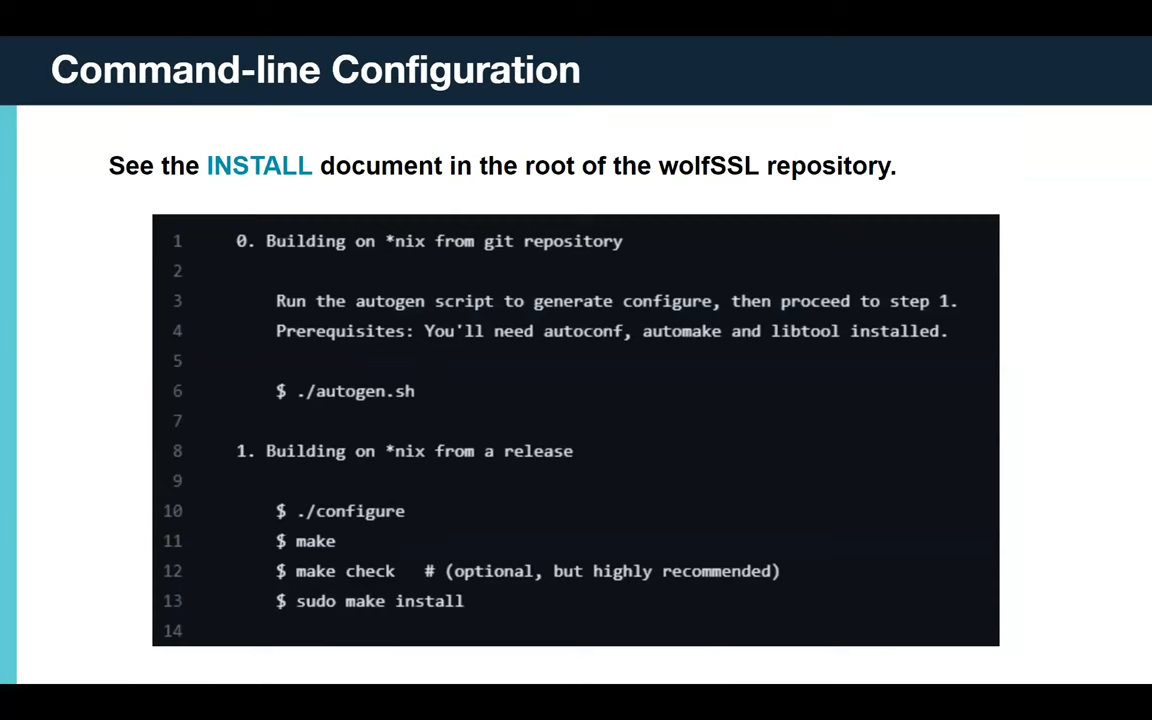 Command-line Configuration
See the INSTALL document in the root of the wolfSSL repository.
1 0. Building on *nix from git repository
2
3 Run the autogen script to generate configure, then proceed to step 1.
4 Prerequisites: You'll need autoconf, automake and libtool installed.
5
6 $ ./autogen.sh
7
8 1. Building on *nix from a release
9
10 $ ./configure
11 $ make
12 $ make check # (optional, but highly recommended)
13 $ sudo make install
14